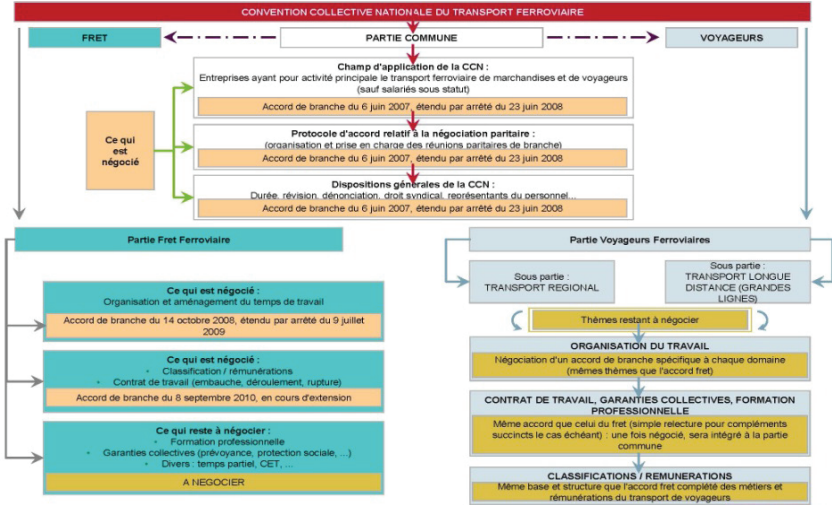 CONVENTION COLLECTIVE NATIONALE DU TRANSPORT FERROVIAIRE
FRET
PARTIE COMMUNE
VOYAGEURS
Champ d'application de la CCN :
Entreprises ayant pour activité principale le transport ferroviaire de marchandises et de voyageurs
(sauf salariés sous statut)
Accord de branche du 6 juin 2007, étendu par arrêté du 23 juin 2008
Ce qui
est
négocié
Protocole d'accord relatif à la négociation paritaire :
(organisation et prise en charge des réunions paritaires de branche)
Accord de branche du 6 juin 2007, étendu par arrêté du 23 juin 2008
Dispositions générales de la CCN :
Durée, révision, dénonciation, droit syndical, représentants du personnel...
Accord de branche du 6 juin 2007, étendu par arrêté du 23 juin 2008
Partie Fret Ferroviaire
Ce qui est négocié :
Organisation et aménagement du temps de travail
Accord de branche du 14 octobre 2008, étendu par arrêté du 9 juillet
2009
Ce qui est négocié :
• Classification / rémunérations
• Contrat de travail (embauche, déroulement, rupture)
Accord de branche du 8 septembre 2010, en cours d'extension
Ce qui reste à négocier :
• Formation professionnelle
• Garanties collectives (prévoyance, protection sociale, ...)
• Divers : temps partiel, CET, ...
A NEGOCIER
Partie Voyageurs Ferroviaires
Sous partie :
TRANSPORT REGIONAL
Sous partie :
TRANSPORT LONGUE
DISTANCE (GRANDES
LIGNES)
Thèmes restant à négocier
ORGANISATION DU TRAVAIL
Négociation d'un accord de branche spécifique à chaque domaine
(mêmes thèmes que l'accord fret)
CONTRAT DE TRAVAIL, GARANTIES COLLECTIVES, FORMATION
PROFESSIONNELLE
Même accord que celui du fret (simple relecture pour compléments
succincts le cas échéant) : une fois négocié, sera intégré à la partie
commune
CLASSIFICATIONS / REMUNERATIONS
Même base et structure que l'accord fret complété des métiers et
rémunérations du transport de voyageurs